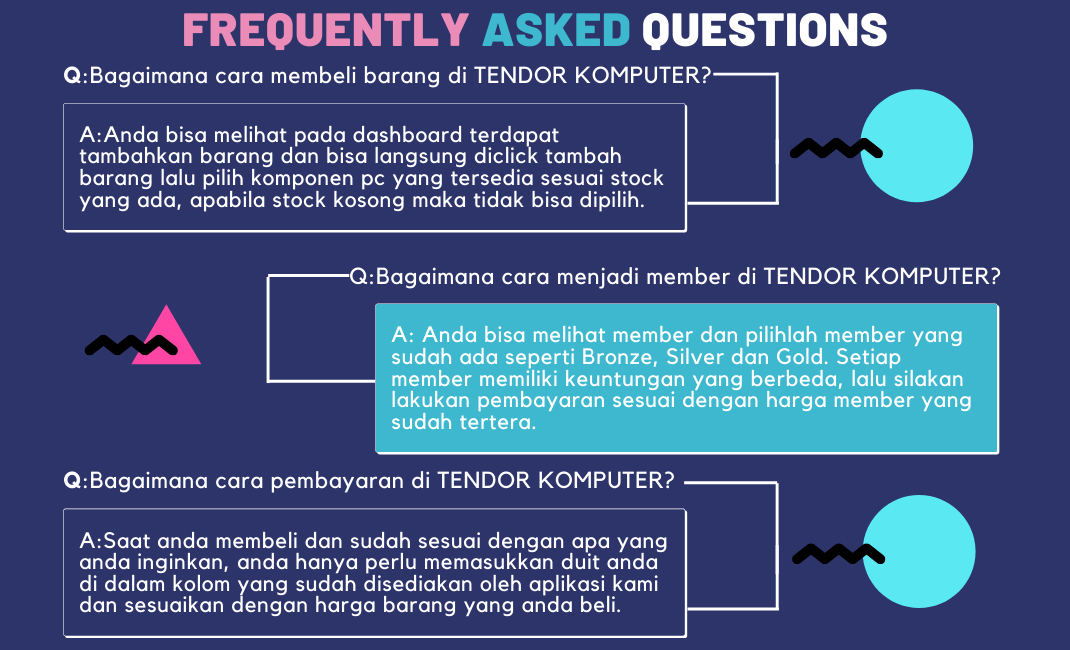 FREQUENTLY ASKED QUESTIONS
Q:Bagaimana cara membeli barang di TENDOR KOMPUTER?
A:Anda bisa melihat pada dashboard terdapat
tambahkan barang dan bisa langsung diclick tambah
barang lalu pilih komponen pc yang tersedia sesuai stock
yang ada, apabila stock kosong maka tidak bisa dipilih.
Q:Bagaimana cara menjadi member di TENDOR KOMPUTER?
A: Anda bisa melihat member dan pilihlah member yang
sudah ada seperti Bronze, Silver dan Gold. Setiap
member memiliki keuntungan yang berbeda, lalu silakan
lakukan pembayaran sesuai dengan harga member yang
sudah tertera.
Q:Bagaimana cara pembayaran di TENDOR KOMPUTER?
A:Saat anda membeli dan sudah sesuai dengan apa yang
anda inginkan, anda hanya perlu memasukkan duit anda
di dalam kolom yang sudah disediakan oleh aplikasi kami
dan sesuaikan dengan harga barang yang anda beli.